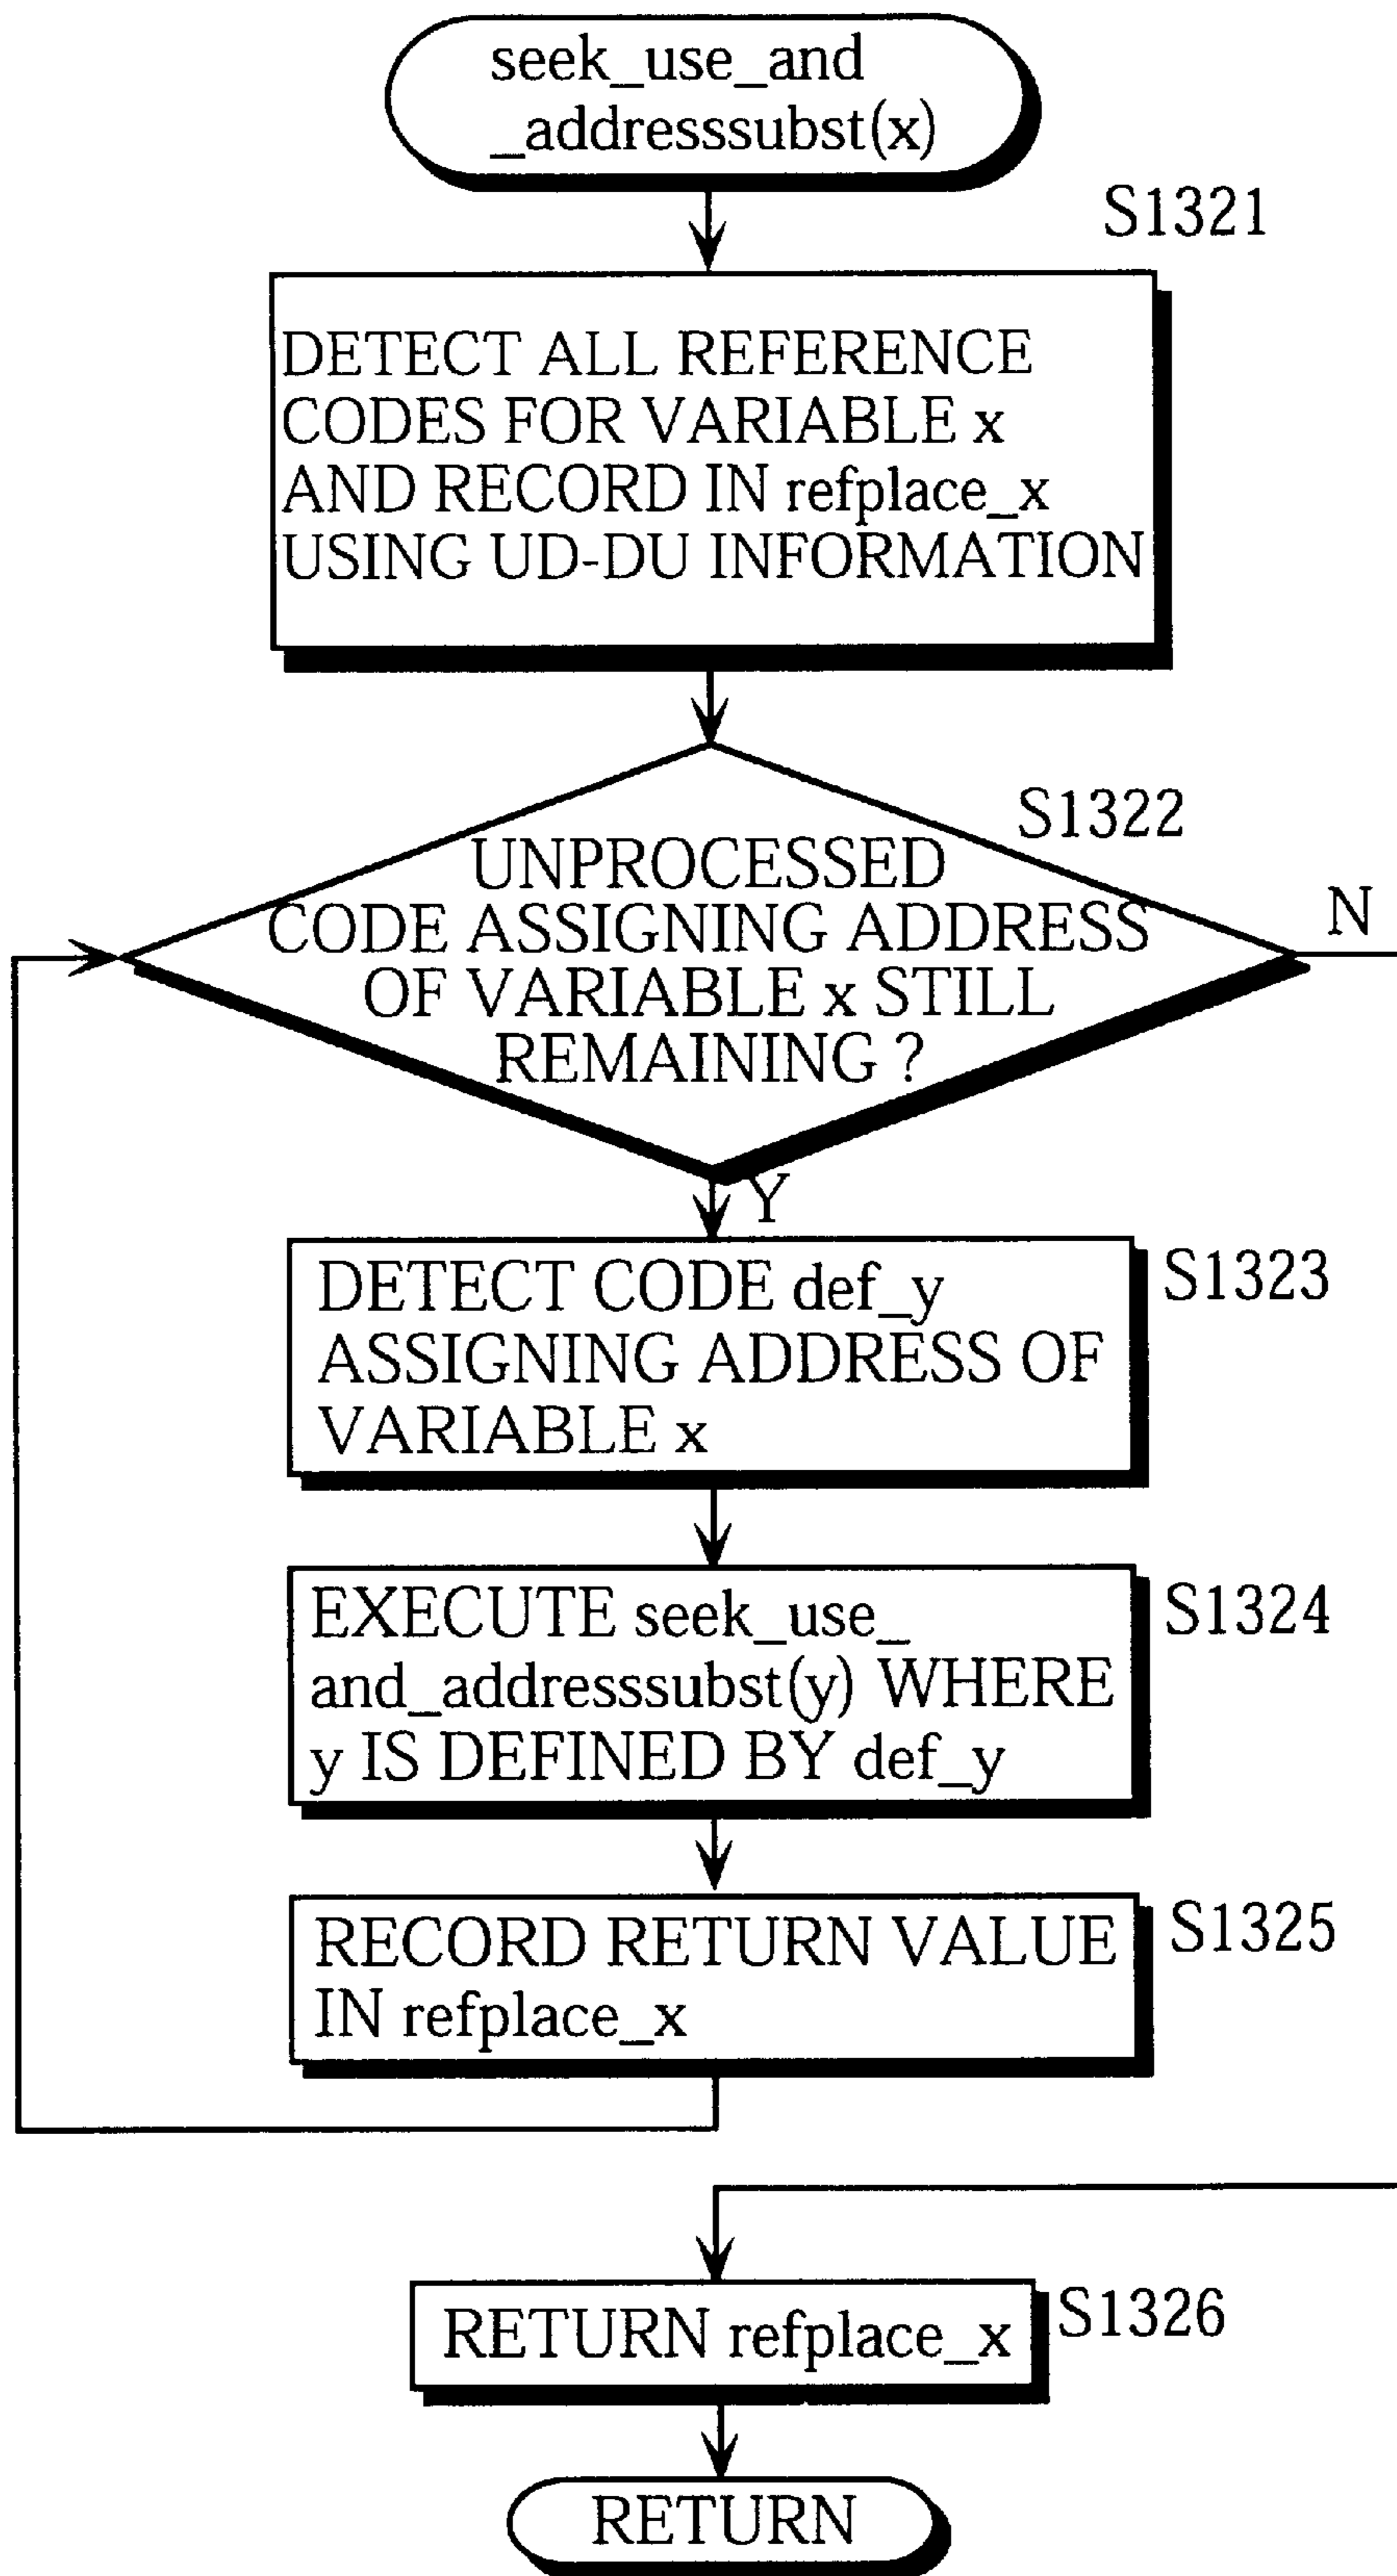 seek_use_and
_addresssubst(x)
S1321
DETECT ALL REFERENCE
CODES FOR VARIABLE x
AND RECORD IN refplace_x
USING UD-DU INFORMATION
S1322
UNPROCESSED
CODE ASSIGNING ADDRESS
OF VARIABLE x STILL
REMAINING ?
N
Y
DETECT CODE def_y
ASSIGNING ADDRESS OF
VARIABLE x
S1323
EXECUTE seek_use_
and_addresssubst(y) WHERE
y IS DEFINED BY def_y
S1324
RECORD RETURN VALUE
IN refplace_x
S1325
RETURN refplace_x
S1326
RETURN